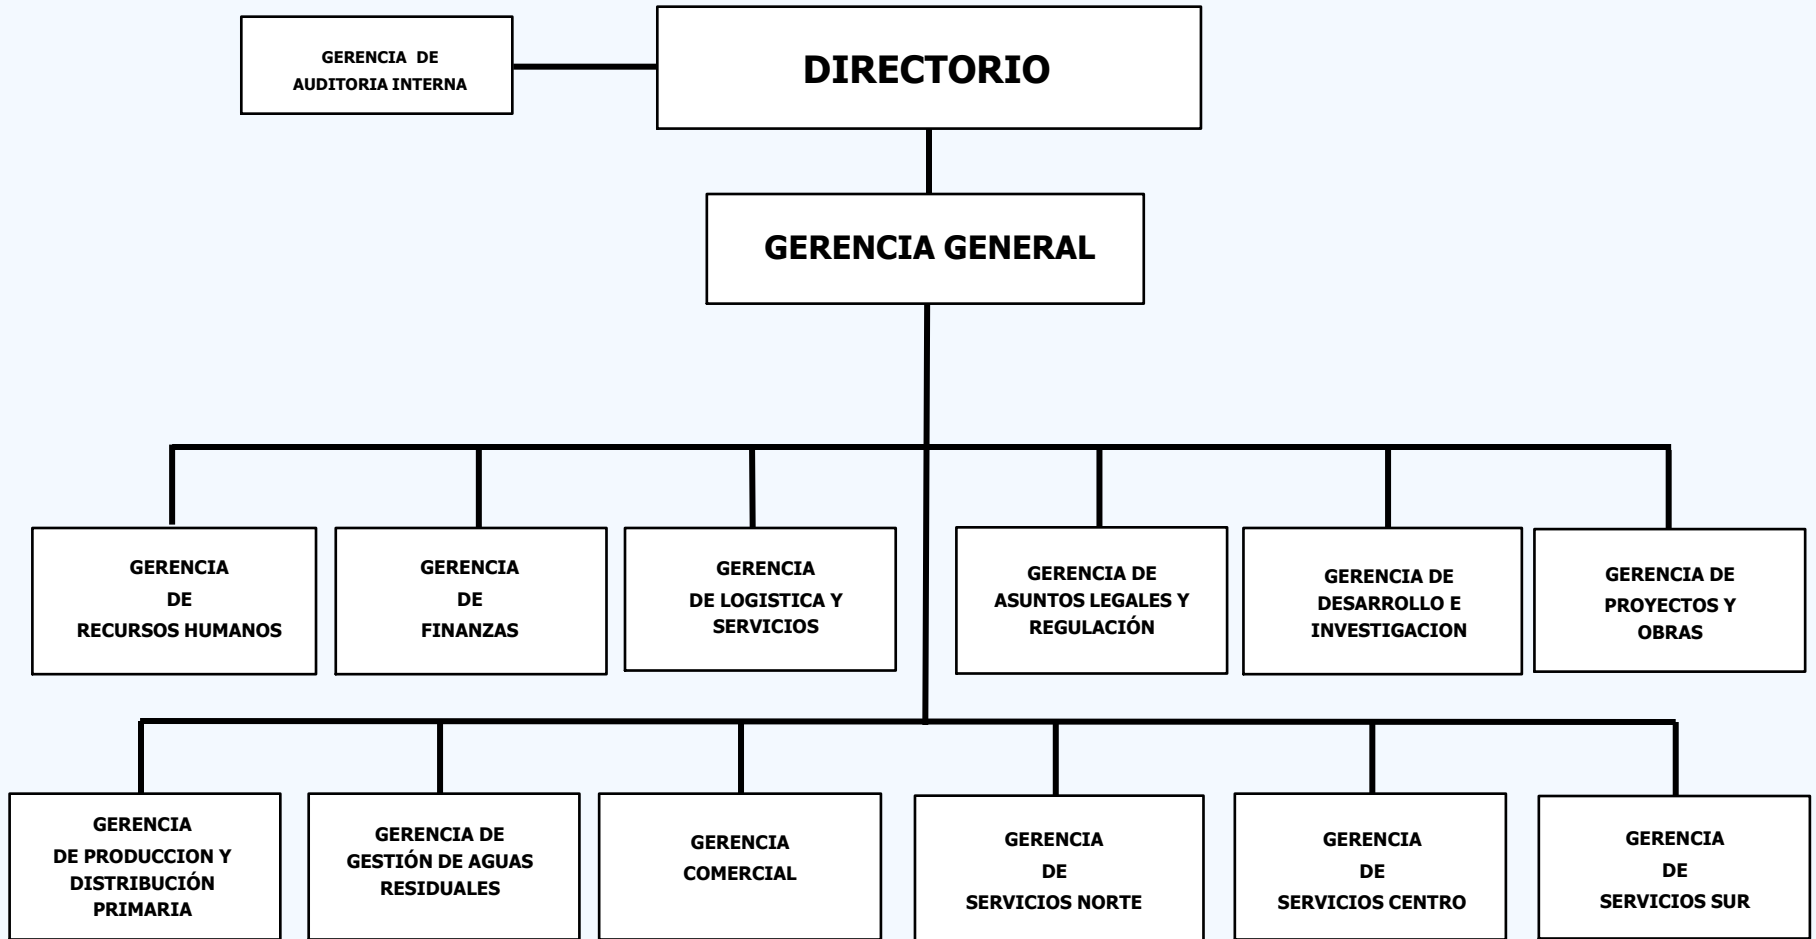 GERENCIA DE
AUDITORIA INTERNA
DIRECTORIO
GERENCIA GENERAL
GERENCIA
DE
RECURSOS HUMANOS
GERENCIA
DE
FINANZAS
GERENCIA
DE LOGISTICA Y
SERVICIOS
GERENCIA DE
ASUNTOS LEGALES Y
REGULACIÓN
GERENCIA DE
DESARROLLO E
INVESTIGACION
GERENCIA DE
PROYECTOS Y
OBRAS
GERENCIA
DE PRODUCCION Y
DISTRIBUCIÓN
PRIMARIA
GERENCIA DE
GESTIÓN DE AGUAS
RESIDUALES
GERENCIA
COMERCIAL
GERENCIA
DE
SERVICIOS NORTE
GERENCIA
DE
SERVICIOS CENTRO
GERENCIA
DE
SERVICIOS SUR